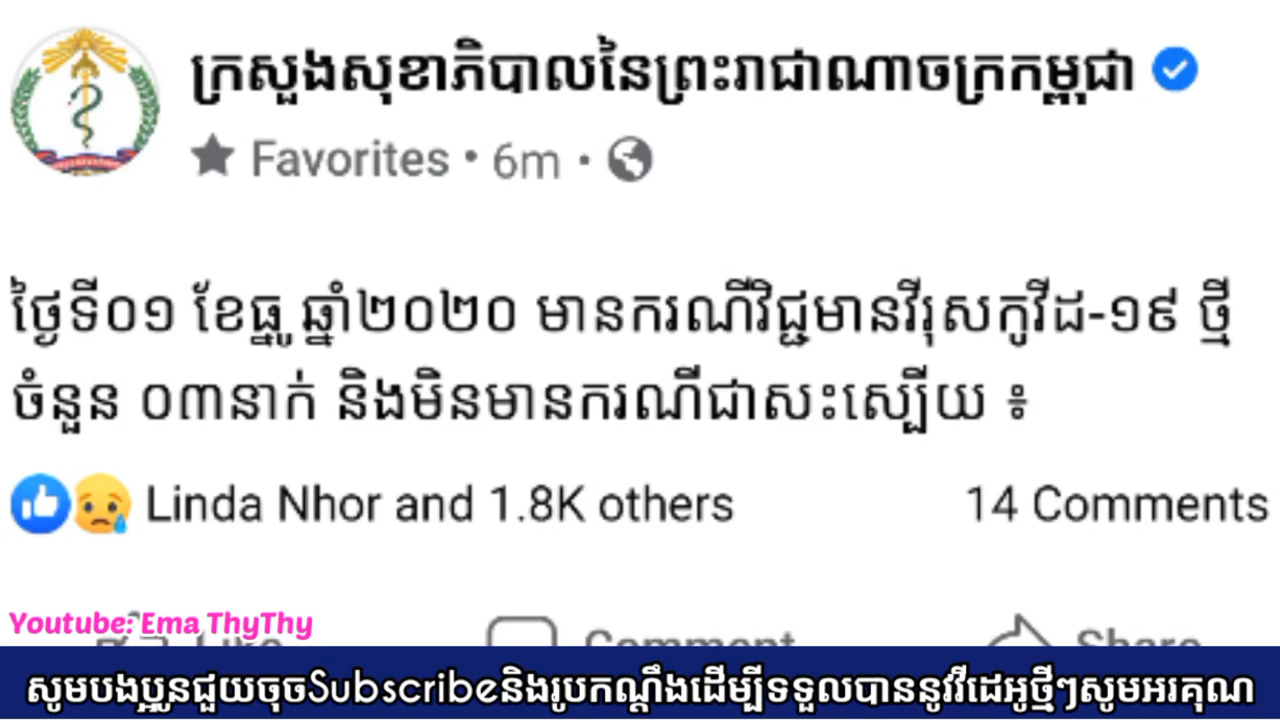 ក្រសួងសុខាភិបាលនៃព្រះរាជាណាចក្រកម្ពុជា
Favorites • 6m •
ថ្ងៃទី០១ ខែធ្នូ ឆ្នាំ២០២០ មានករណីវិជ្ជមានវីរុសកូវីដ-១៩ ថ្មី
ចំនួន ០៣នាក់ និងមិនមានករណីជាសះស្បើយ ៖
Linda Nhor and 1.8K others 14 Comments
Youtube: Ema ThyThy
Like Comment Share
សូមបងប្អូនជួយចុចSubscribeនិងរូបកណ្តឹងដើម្បីទទួលបាននូវវីដេអូថ្មីៗសូមអរគុណ